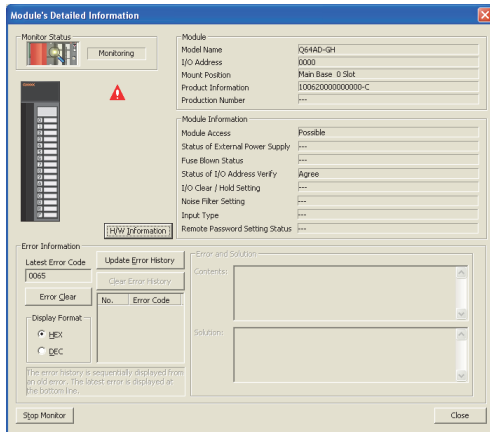 Module's Detailed Information
Monitor Status
Monitoring
H/W Information
Module
Model Name Q64AD-GH
I/O Address 0000
Mount Position Main Base 0 Slot
Product Information 100620000000000-C
Production Number ---
Module Information
Module Access Possible
Status of External Power Supply ---
Fuse Blown Status ---
Status of I/O Address Verify Agree
I/O Clear / Hold Setting ---
Noise Filter Setting ---
Input Type ---
Remote Password Setting Status ---
Error Information
Latest Error Code
0065
Error Clear
Display Format
HEX
DEC
Update Error History
Clear Error History
No. Error Code
The error history is sequentially displayed from
an old error. The latest error is displayed at
the bottom line.
Error and Solution
Contents:
Solution:
Stop Monitor
Close